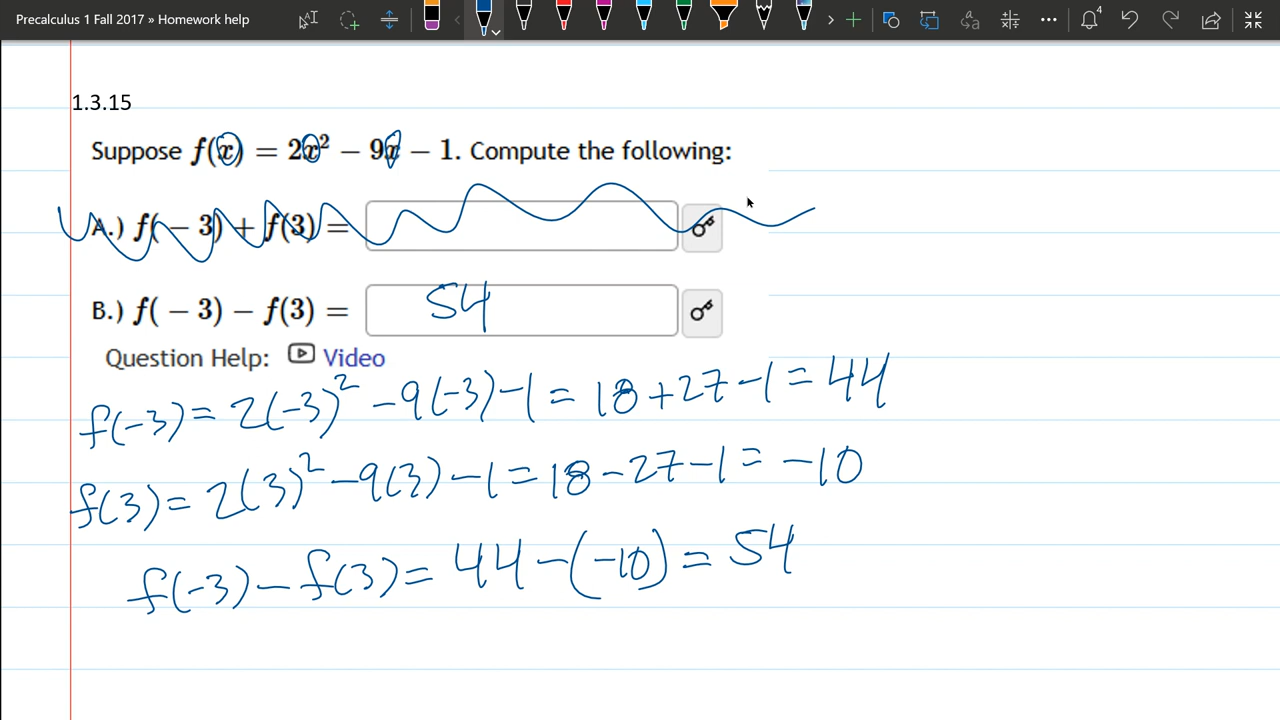 Precalculus 1 Fall 2017 » Homework help
4
1.3.15
Suppose f(x) = 2x² − 9x − 1. Compute the following:
A.) f( − 3) + f(3) =
B.) f( − 3) − f(3) = 54
Question Help: Video
f(-3) = 2(-3)² - 9(-3) - 1 = 18 + 27 - 1 = 44
f(3) = 2(3)² - 9(3) - 1 = 18 - 27 - 1 = -10
f(-3) - f(3) = 44 - (-10) = 54